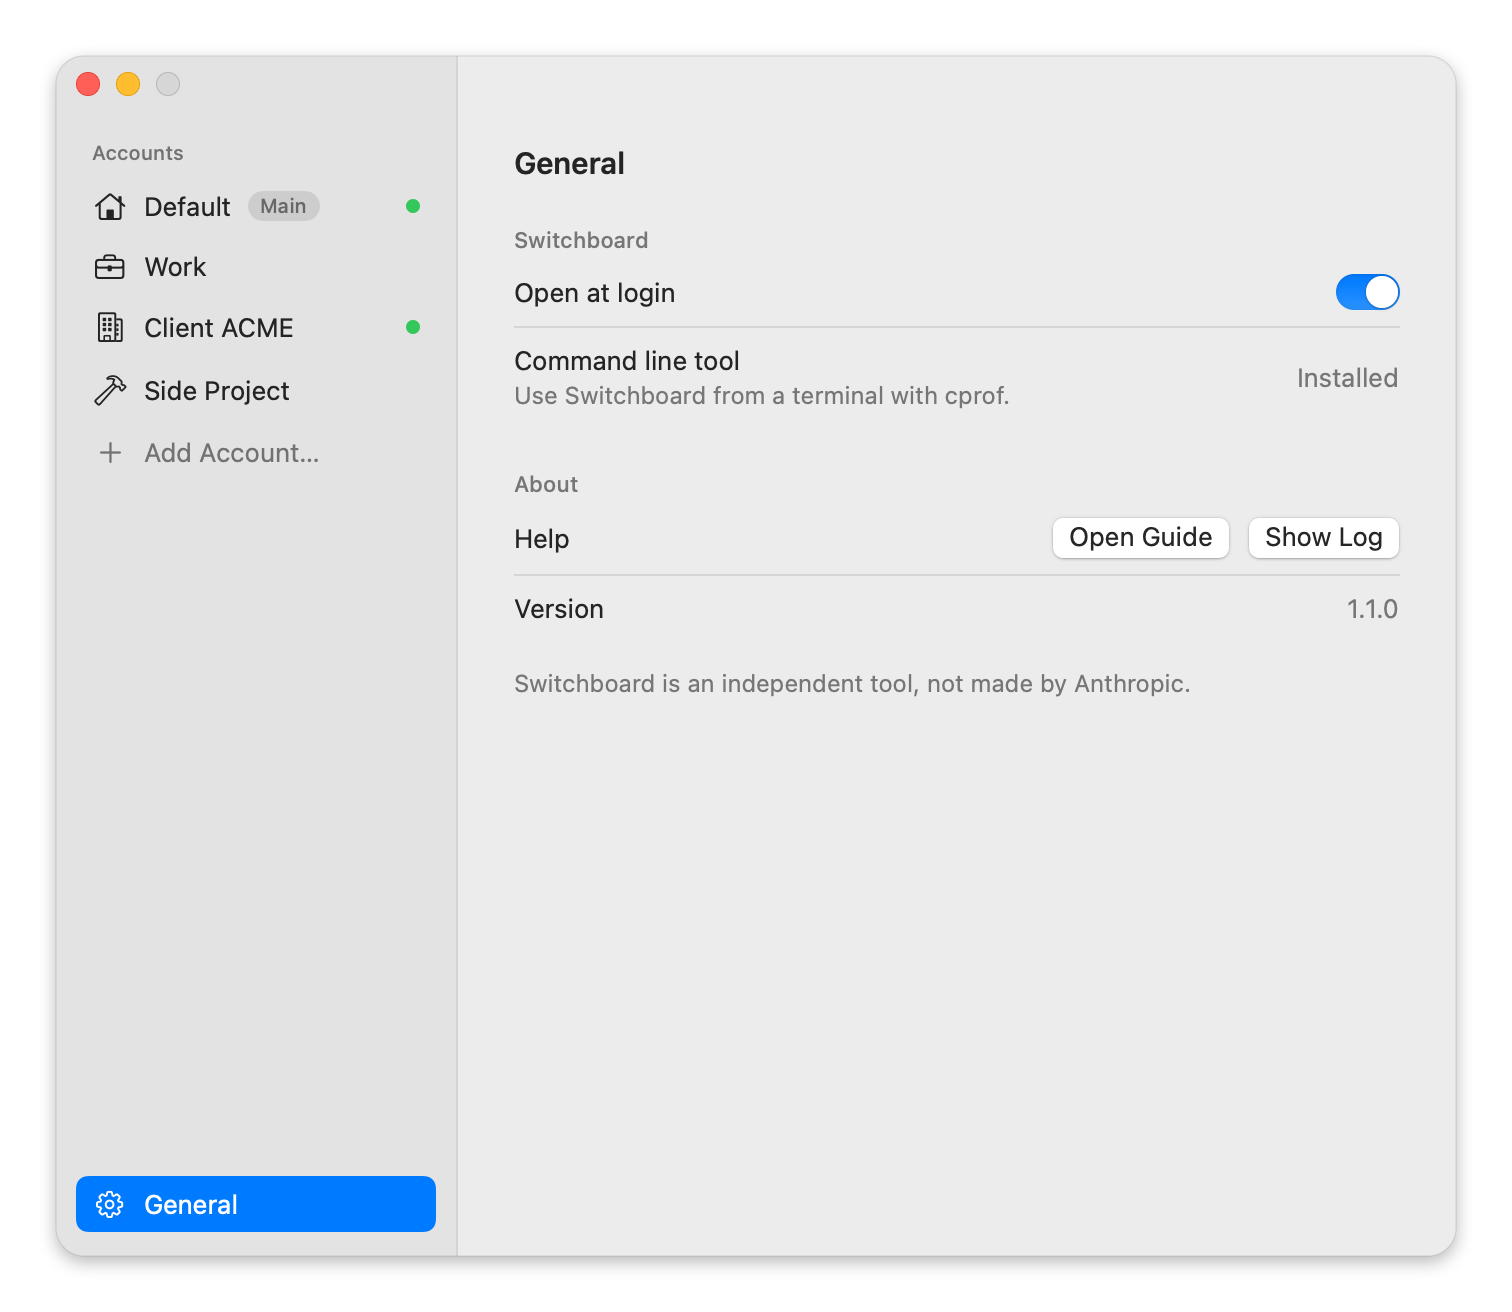 Accounts
Default Main
Work
Client ACME
Side Project
Add Account...
General
General
Switchboard
Open at login
Command line tool
Use Switchboard from a terminal with cprof.
Installed
About
Help
Open Guide
Show Log
Version
1.1.0
Switchboard is an independent tool, not made by Anthropic.